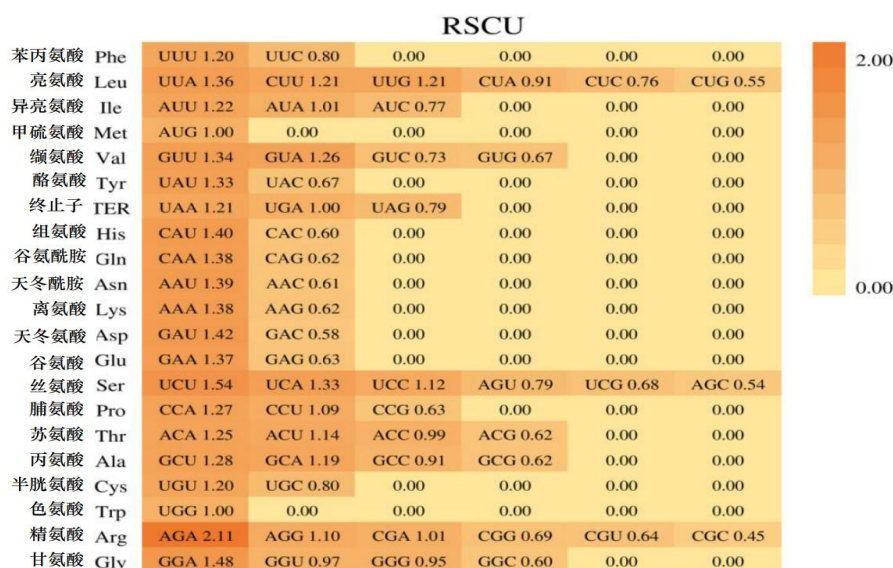 RSCU
苯丙氨酸 Phe UUU 1.20 UUC 0.80 0.00 0.00 0.00 0.00
亮氨酸 Leu UUA 1.36 CUU 1.21 UUG 1.21 CUA 0.91 CUC 0.76 CUG 0.55
异亮氨酸 Ile AUU 1.22 AUA 1.01 AUC 0.77 0.00 0.00 0.00
甲硫氨酸 Met AUG 1.00 0.00 0.00 0.00 0.00 0.00
缬氨酸 Val GUU 1.34 GUA 1.26 GUC 0.73 GUG 0.67 0.00 0.00
酪氨酸 Tyr UAU 1.33 UAC 0.67 0.00 0.00 0.00 0.00
终止子 TER UAA 1.21 UGA 1.00 UAG 0.79 0.00 0.00 0.00
组氨酸 His CAU 1.40 CAC 0.60 0.00 0.00 0.00 0.00
谷氨酰胺 Gln CAA 1.38 CAG 0.62 0.00 0.00 0.00 0.00
天冬酰胺 Asn AAU 1.39 AAC 0.61 0.00 0.00 0.00 0.00
离氨酸 Lys AAA 1.38 AAG 0.62 0.00 0.00 0.00 0.00
天冬氨酸 Asp GAU 1.42 GAC 0.58 0.00 0.00 0.00 0.00
谷氨酸 Glu GAA 1.37 GAG 0.63 0.00 0.00 0.00 0.00
丝氨酸 Ser UCU 1.54 UCA 1.33 UCC 1.12 AGU 0.79 UCG 0.68 AGC 0.54
脯氨酸 Pro CCA 1.27 CCU 1.09 CCG 0.63 0.00 0.00 0.00
苏氨酸 Thr ACA 1.25 ACU 1.14 ACC 0.99 ACG 0.62 0.00 0.00
丙氨酸 Ala GCU 1.28 GCA 1.19 GCC 0.91 GCG 0.62 0.00 0.00
半胱氨酸 Cys UGU 1.20 UGC 0.80 0.00 0.00 0.00 0.00
色氨酸 Trp UGG 1.00 0.00 0.00 0.00 0.00 0.00
精氨酸 Arg AGA 2.11 AGG 1.10 CGA 1.01 CGG 0.69 CGU 0.64 CGC 0.45
甘氨酸 Gly GGA 1.48 GGU 0.97 GGG 0.95 GGC 0.60 0.00 0.00
2.00
0.00